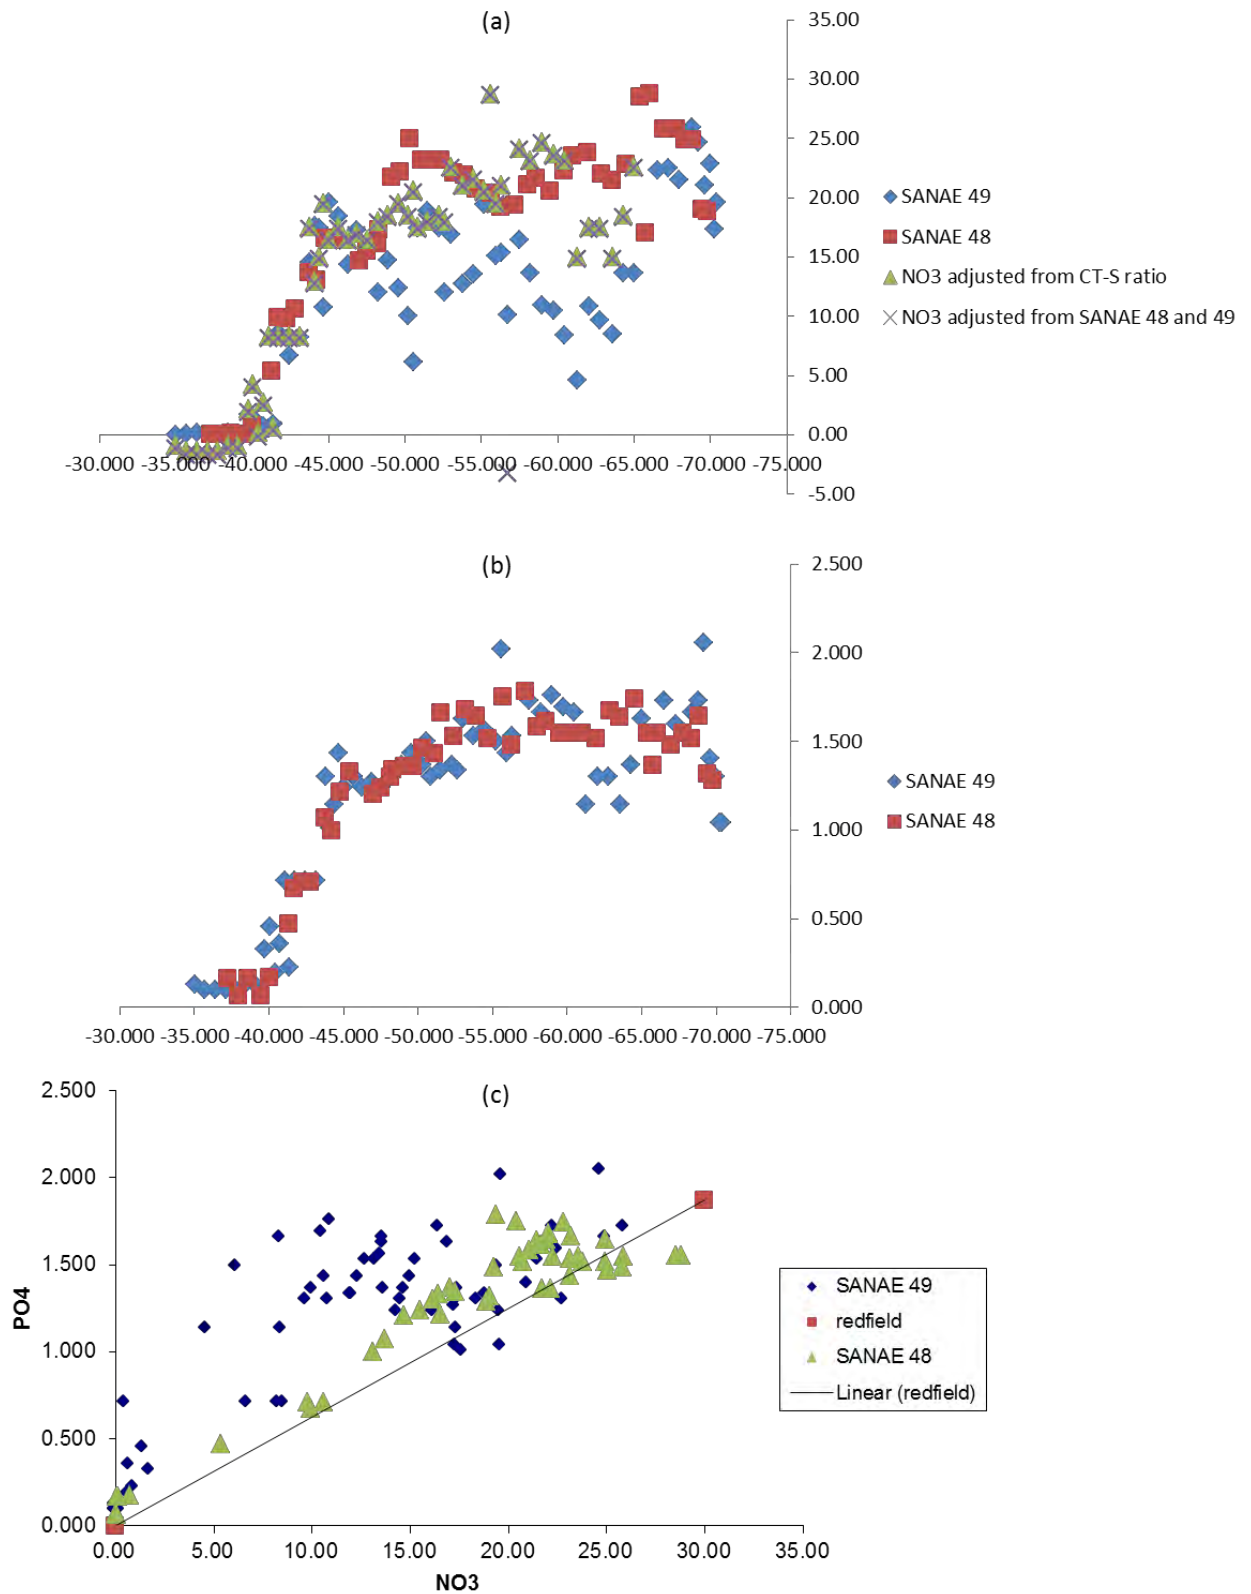 (a)
35.00
30.00
25.00
20.00
15.00
10.00
5.00
0.00
-5.00
-30.000 -35.000 -40.000 -45.000 -50.000 -55.000 -60.000 -65.000 -70.000 -75.000
SANAE 49
SANAE 48
NO3 adjusted from CT-S ratio
NO3 adjusted from SANAE 48 and 49
(b)
2.500
2.000
1.500
1.000
0.500
0.000
-30.000 -35.000 -40.000 -45.000 -50.000 -55.000 -60.000 -65.000 -70.000 -75.000
SANAE 49
SANAE 48
(c)
PO4
2.500
2.000
1.500
1.000
0.500
0.000
0.00 5.00 10.00 15.00 20.00 25.00 30.00 35.00
NO3
SANAE 49
redfield
SANAE 48
Linear (redfield)